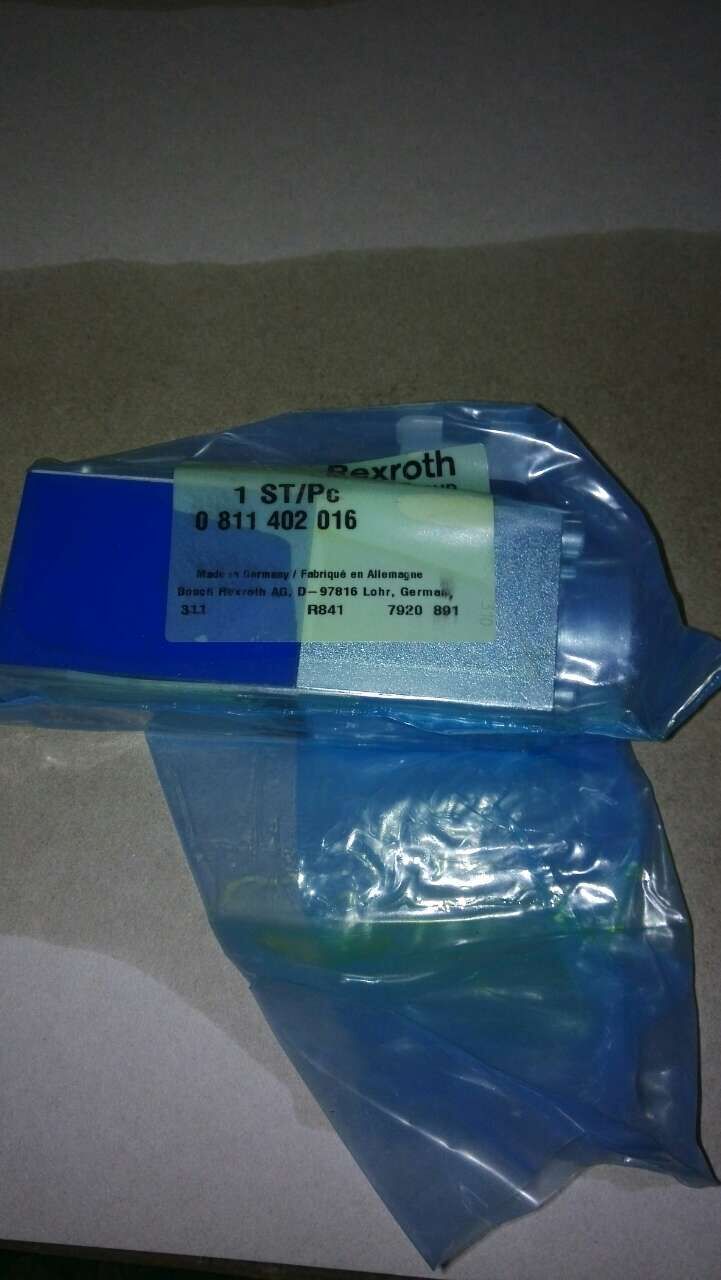 Rexroth
1 ST/Pc
0 811 402 016
Made in Germany / Fabriqué en Allemagne
Bosch Rexroth AG, D-97816 Lohr, Germany
311 R841 7920 891